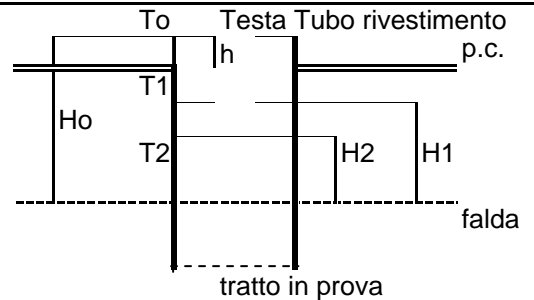 To Testa Tubo rivestimento
h p.c.
T1
Ho
T2 H2 H1
falda
tratto in prova